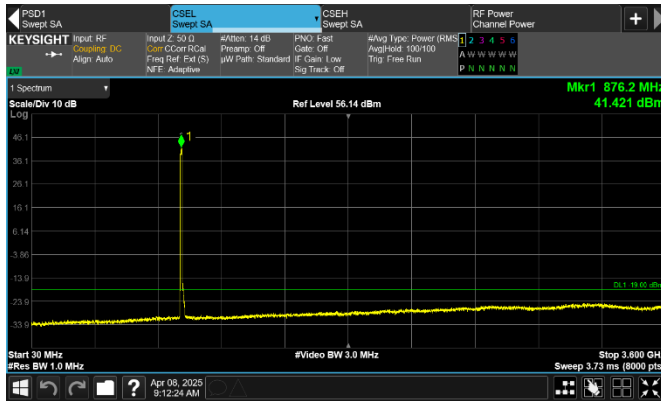 PSD1
Swept SA
CSEL
Swept SA
CSEH
Swept SA
RF Power
Channel Power
KEYSIGHT
Input: RF
Coupling: DC
Align: Auto
Input Z: 50 Ω
Corr CCorr RCal
Freq Ref: Ext (S)
NFE: Adaptive
#Atten: 14 dB
Preamp: Off
µW Path: Standard
PNO: Fast
Gate: Off
IF Gain: Low
Sig Track: Off
#Avg Type: Power (RMS
Avg|Hold: 100/100
Trig: Free Run
1 2 3 4 5 6
A W W W W W
P N N N N N
1 Spectrum
Scale/Div 10 dB
Ref Level 56.14 dBm
Mkr1 876.2 MHz
41.421 dBm
Log
1
46.1
36.1
26.1
16.1
6.14
-3.86
-13.9
-23.9
-33.9
DL1 -19.00 dBm
Start 30 MHz
#Video BW 3.0 MHz
Stop 3.600 GH
#Res BW 1.0 MHz
Sweep 3.73 ms (8000 pts
Apr 08, 2025
9:12:24 AM